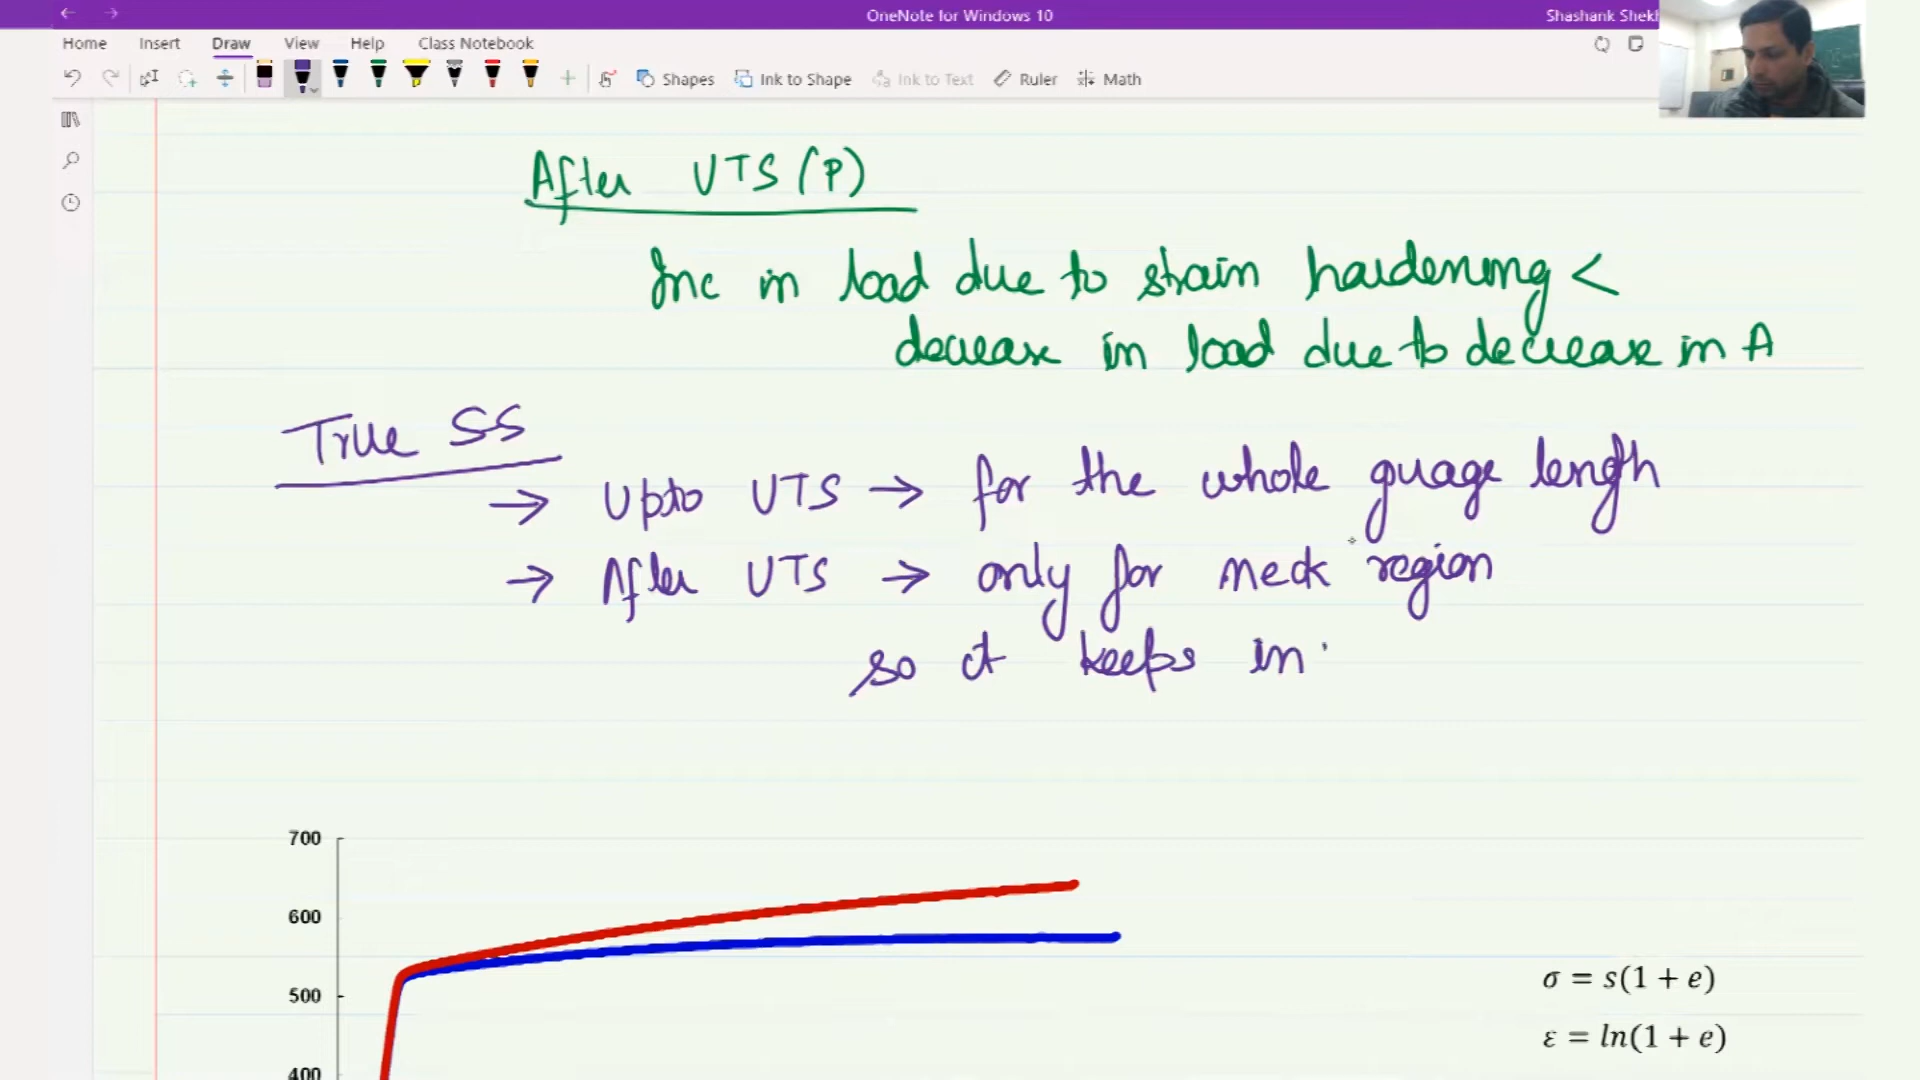 OneNote for Windows 10
Shashank Shekh
Home Insert Draw View Help Class Notebook
Shapes Ink to Shape Ink to Text Ruler Math
After UTS (P)
Inc in load due to strain hardening <
decrease in load due to decrease in A
True SS
→ Upto UTS → for the whole guage length
→ After UTS → only for neck region
so it keeps in
700
600
500
400
σ = s(1 + e)
ε = ln(1 + e)